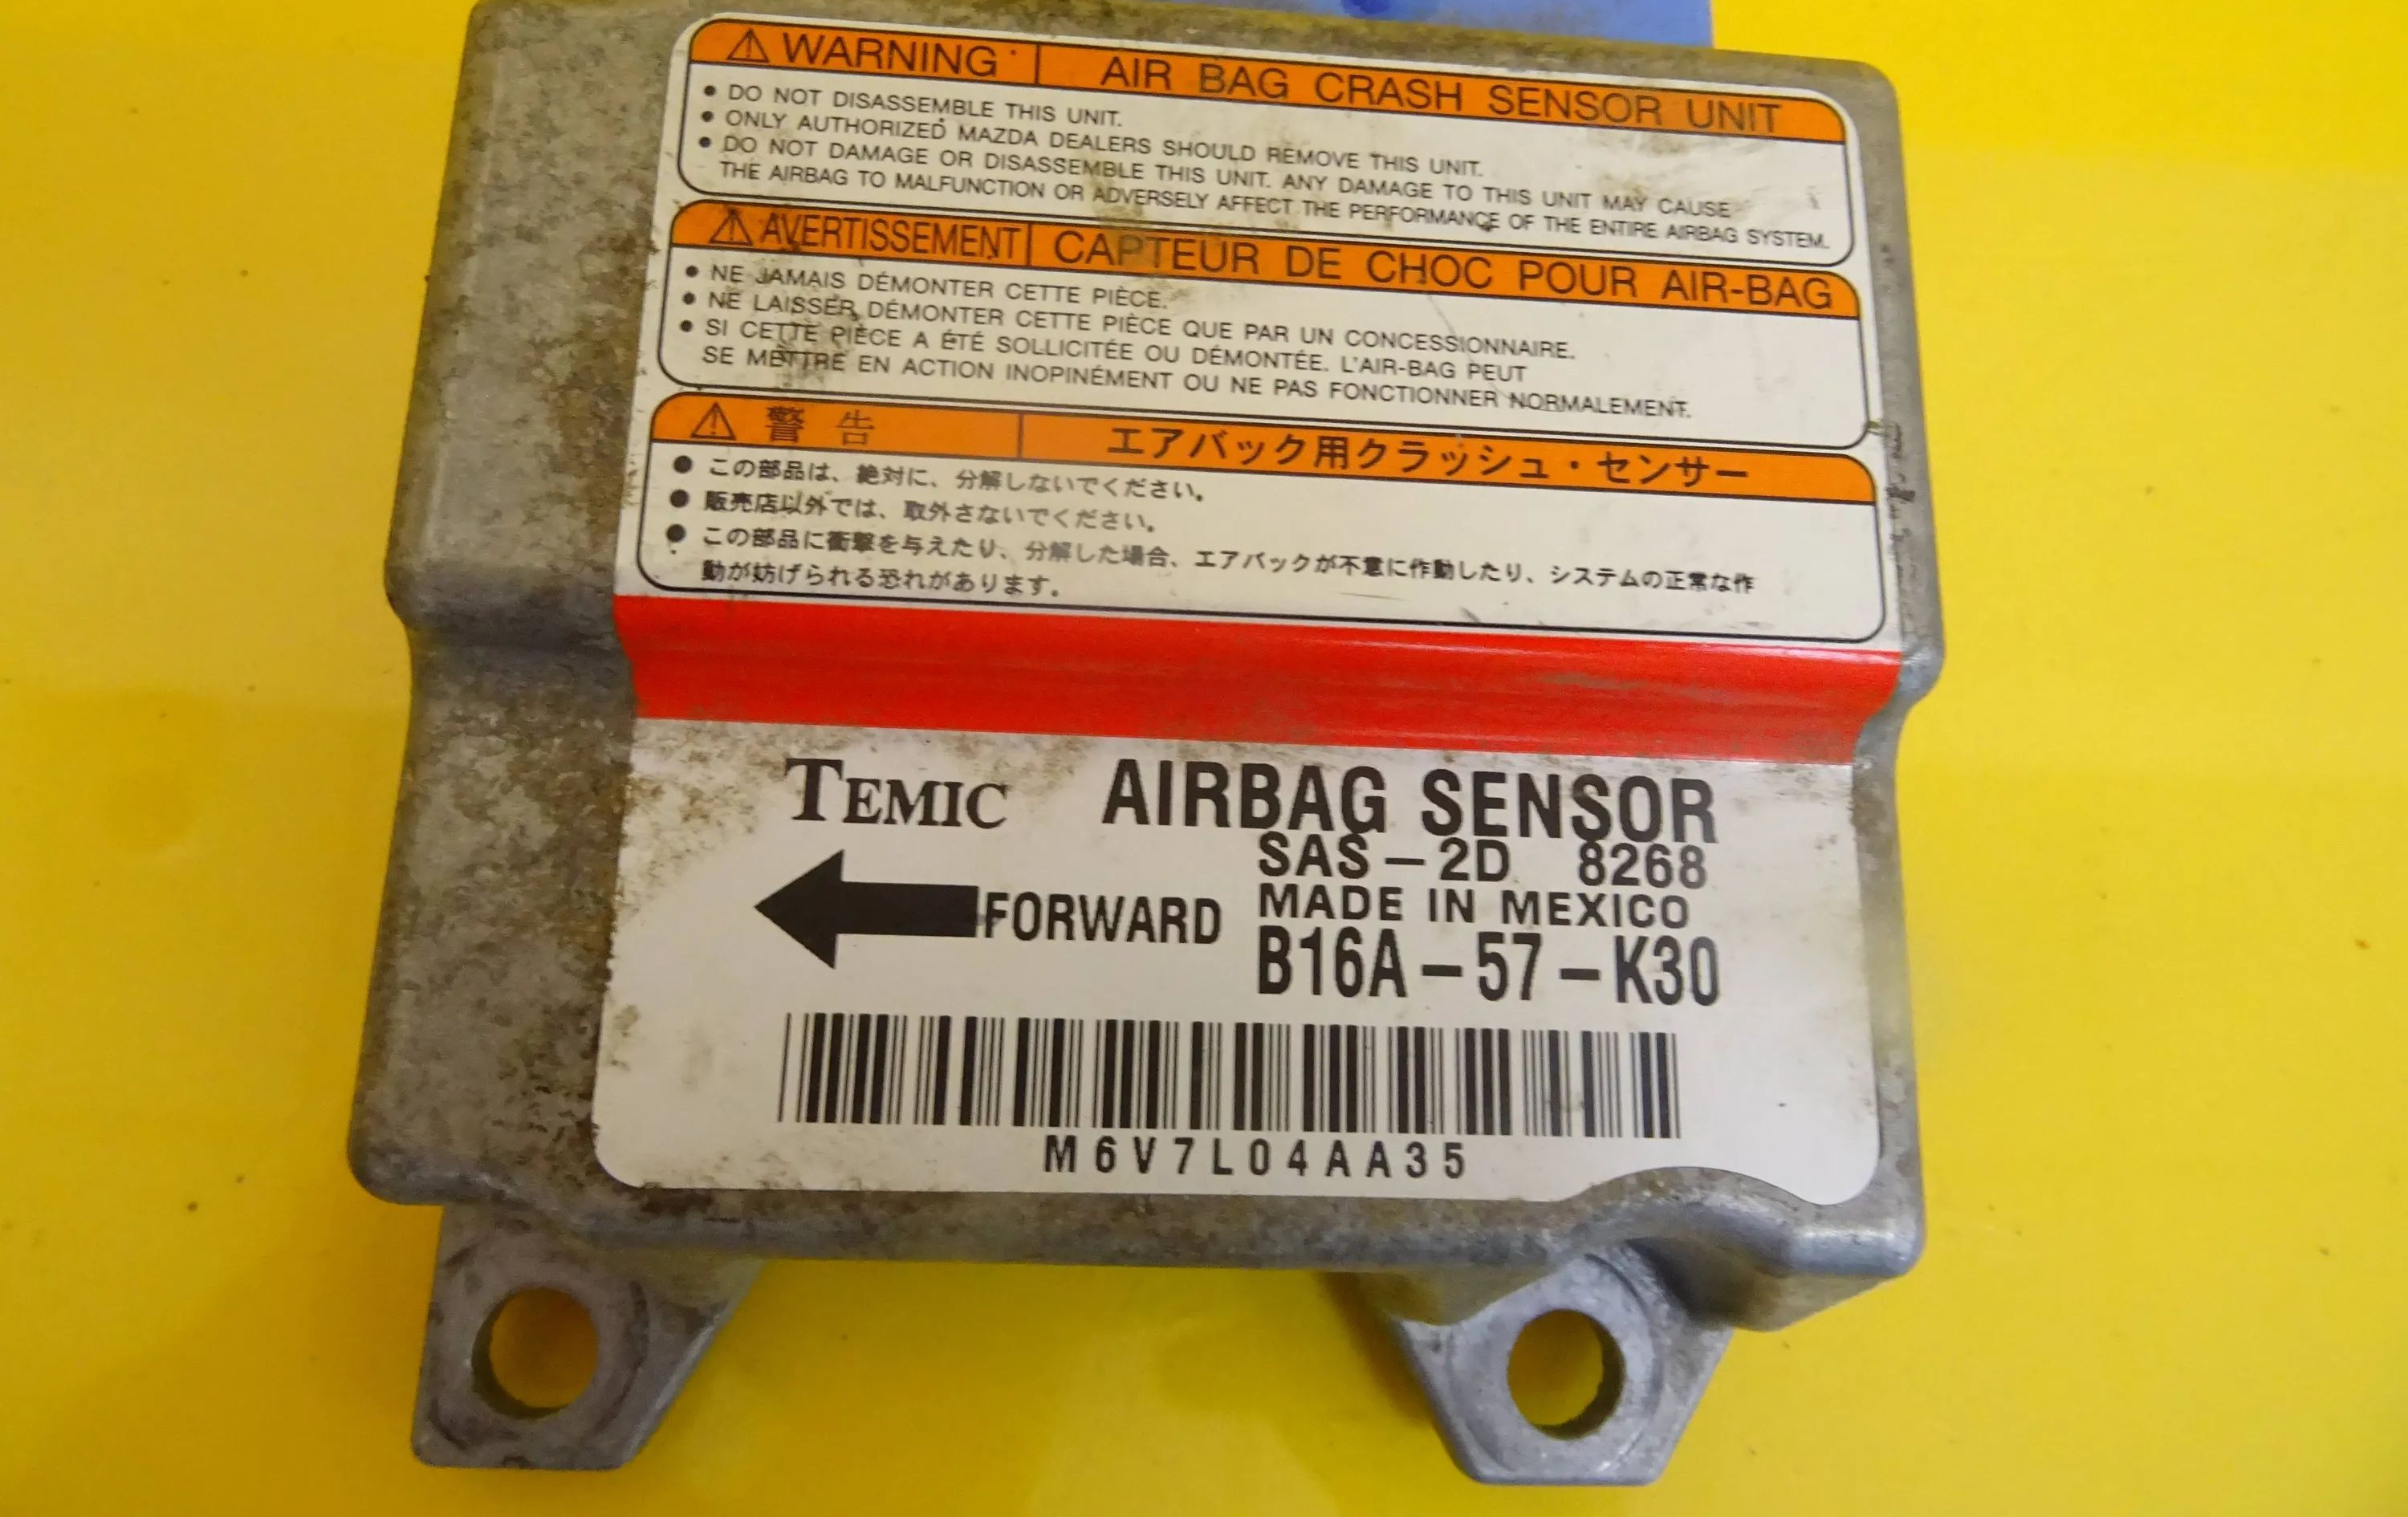 ⚠ WARNING | AIR BAG CRASH SENSOR UNIT
• DO NOT DISASSEMBLE THIS UNIT.
• ONLY AUTHORIZED MAZDA DEALERS SHOULD REMOVE THIS UNIT.
• DO NOT DAMAGE OR DISASSEMBLE THIS UNIT. ANY DAMAGE TO THIS UNIT MAY CAUSE
THE AIRBAG TO MALFUNCTION OR ADVERSELY AFFECT THE PERFORMANCE OF THE ENTIRE AIRBAG SYSTEM.
⚠ AVERTISSEMENT | CAPTEUR DE CHOC POUR AIR-BAG
• NE JAMAIS DÉMONTER CETTE PIÈCE.
• NE LAISSER DÉMONTER CETTE PIÈCE QUE PAR UN CONCESSIONNAIRE.
• SI CETTE PIÈCE A ÉTÉ SOLLICITÉE OU DÉMONTÉE. L'AIR-BAG PEUT
SE METTRE EN ACTION INOPINÉMENT OU NE PAS FONCTIONNER NORMALEMENT.
⚠ 警告 | エアバック用クラッシュ・センサー
● この部品は、絶対に、分解しないでください。
● 販売店以外では、取外さないでください。
● この部品に衝撃を与えたり、分解した場合、エアバックが不意に作動したり、システムの正常な作
動が妨げられる恐れがあります。
TEMIC AIRBAG SENSOR
SAS-2D 8268
FORWARD MADE IN MEXICO
B16A-57-K30
M6V7L04AA35